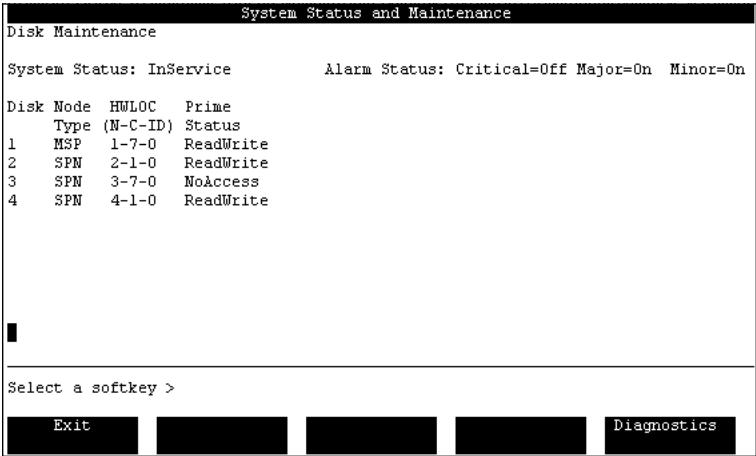 System Status and Maintenance
Disk Maintenance
System Status: InService Alarm Status: Critical=Off Major=On Minor=On
Disk Node HWLOC Prime
Type (N-C-ID) Status
1 MSP 1-7-0 ReadWrite
2 SPN 2-1-0 ReadWrite
3 SPN 3-7-0 NoAccess
4 SPN 4-1-0 ReadWrite
Select a softkey >
Exit Diagnostics